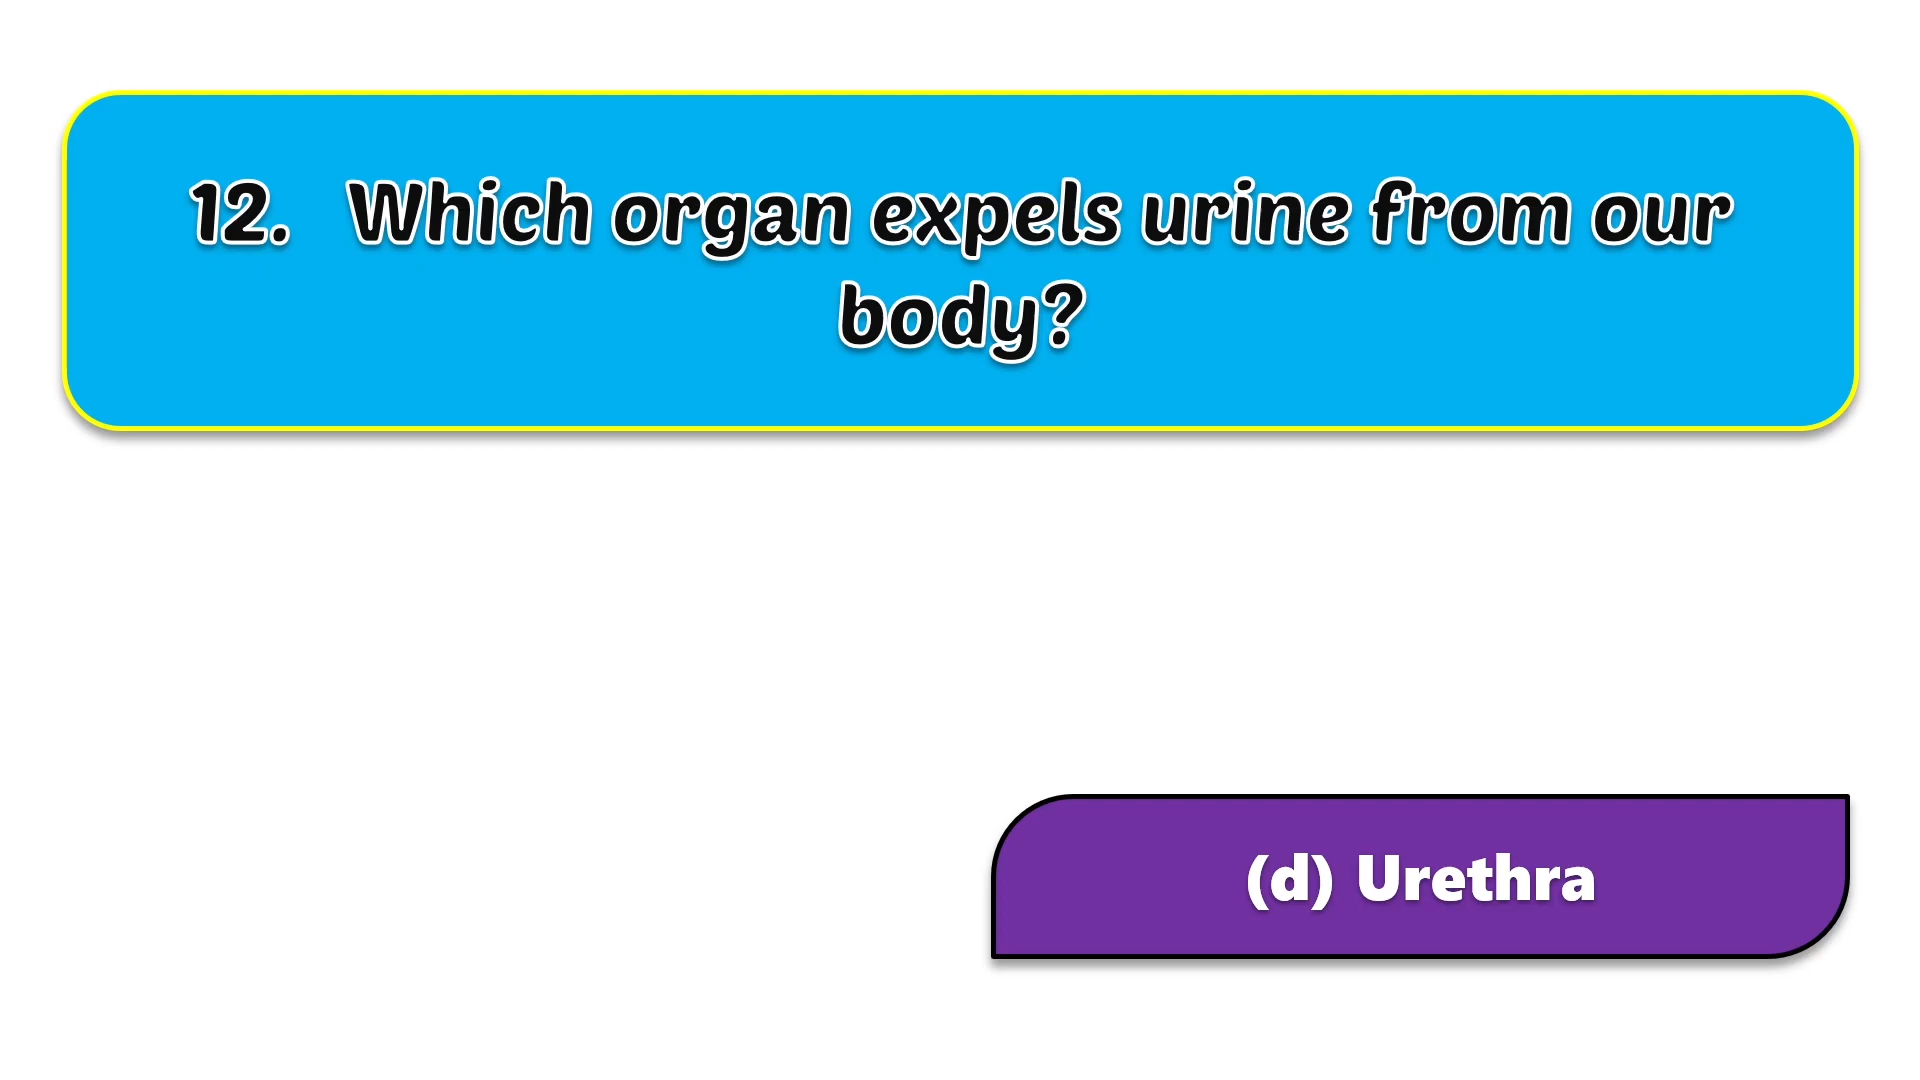 12. Which organ expels urine from our
body?
(d) Urethra